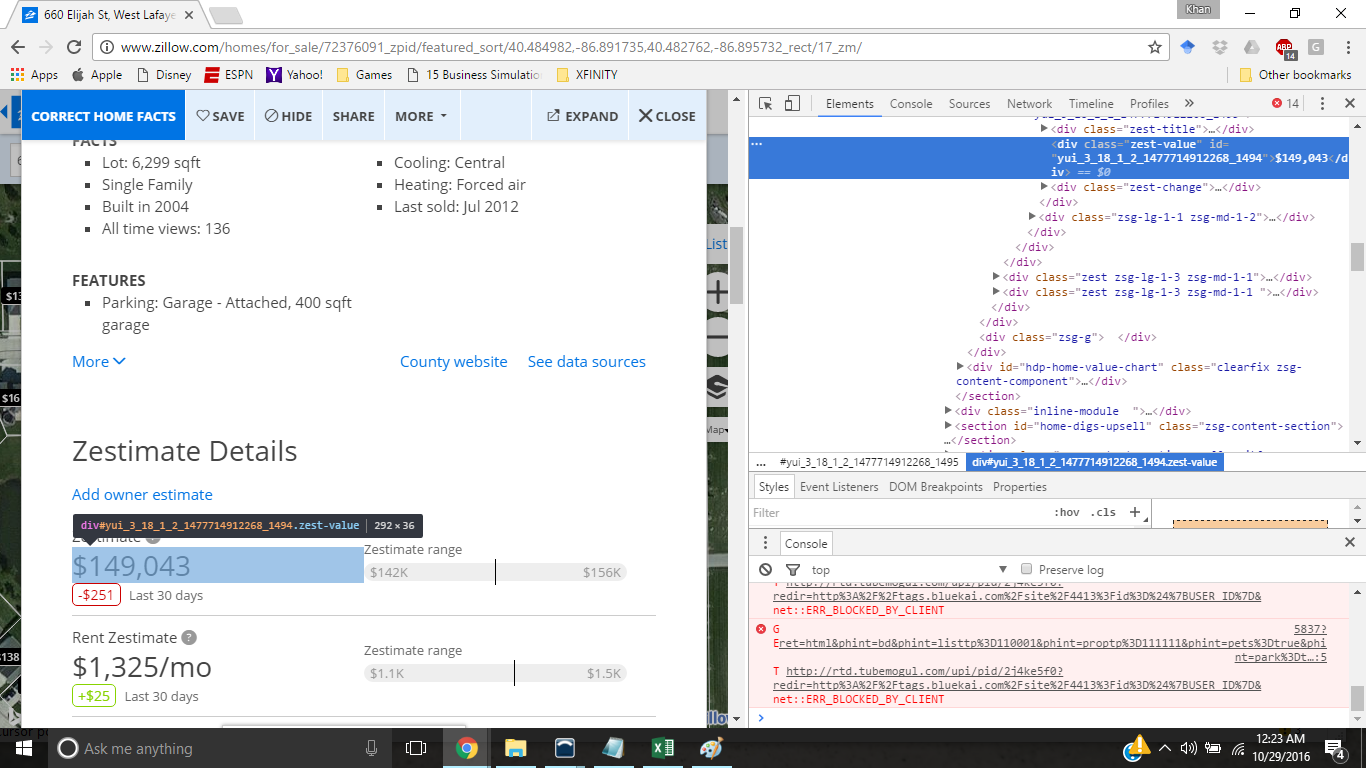 660 Elijah St, West Lafaye
Khan
www.zillow.com/homes/for_sale/72376091_zpid/featured_sort/40.484982,-86.891735,40.482762,-86.895732_rect/17_zm/
ABP
14
G
Apps Apple Disney ESPN Yahoo! Games 15 Business Simulatio XFINITY Other bookmarks
CORRECT HOME FACTS SAVE HIDE SHARE MORE EXPAND CLOSE
FACTS
Lot: 6,299 sqft
Single Family
Built in 2004
All time views: 136
Cooling: Central
Heating: Forced air
Last sold: Jul 2012
FEATURES
Parking: Garage - Attached, 400 sqft
garage
More County website See data sources
Zestimate Details
Add owner estimate
div#yui_3_18_1_2_1477714912268_1494.zest-value 292 × 36
Zestimate
$149,043
-$251 Last 30 days
Zestimate range
$142K $156K
Rent Zestimate
$1,325/mo
+$25 Last 30 days
Zestimate range
$1.1K $1.5K
List
Map
$16
$138
Elements Console Sources Network Timeline Profiles » 14
<div class="zest-title">…</div>
<div class="zest-value" id=
"yui_3_18_1_2_1477714912268_1494">$149,043</d
iv> == $0
<div class="zest-change">…</div>
</div>
<div class="zsg-lg-1-1 zsg-md-1-2">…</div>
</div>
</div>
</div>
<div class="zest zsg-lg-1-3 zsg-md-1-1">…</div>
<div class="zest zsg-lg-1-3 zsg-md-1-1 ">…</div>
</div>
</div>
<div class="zsg-g"> </div>
</div>
<div id="hdp-home-value-chart" class="clearfix zsg-
content-component">…</div>
</section>
<div class="inline-module  ">…</div>
<section id="home-digs-upsell" class="zsg-content-section">
…</section>
... #yui_3_18_1_2_1477714912268_1495 div#yui_3_18_1_2_1477714912268_1494.zest-value
Styles Event Listeners DOM Breakpoints Properties
Filter :hov .cls +
Console
top Preserve log
T http://rtd.tubemogul.com/upi/pid/2j4ke5f0?
redir=http%3A%2F%2Ftags.bluekai.com%2Fsite%2F4413%3Fid%3D%24%7BUSER_ID%7D&
net::ERR_BLOCKED_BY_CLIENT
G 5837?
Eret=html&phint=bd&phint=listtp%3D110001&phint=proptp%3D111111&phint=pets%3Dtrue&phi
nt=park%3Dt…:5
T http://rtd.tubemogul.com/upi/pid/2j4ke5f0?
redir=http%3A%2F%2Ftags.bluekai.com%2Fsite%2F4413%3Fid%3D%24%7BUSER_ID%7D&
net::ERR_BLOCKED_BY_CLIENT
Ask me anything
12:23 AM
10/29/2016
4